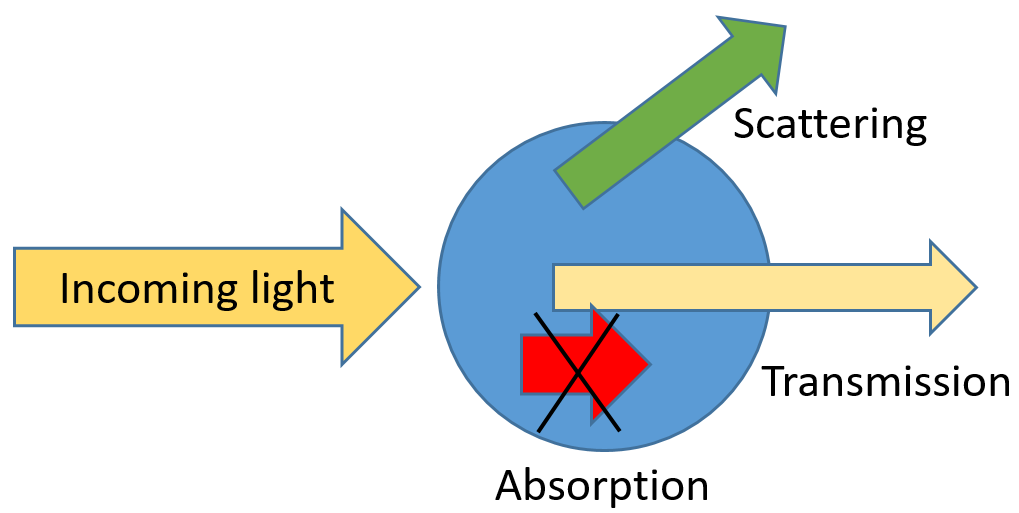 Scattering
Incoming light
Transmission
Absorption